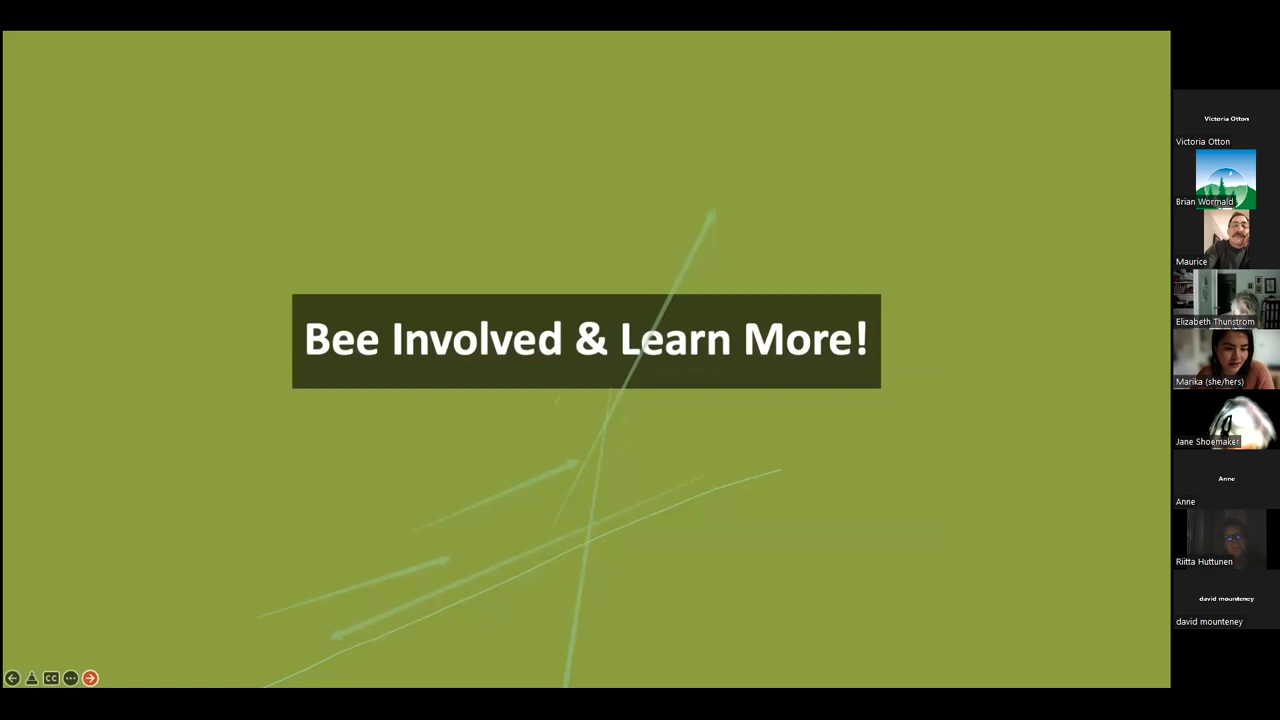 Bee Involved & Learn More!
Victoria Otton
Victoria Otton
Brian Wormald
Maurice
Elizabeth Thunstrom
Marika (she/hers)
Jane Shoemaker
Anne
Anne
Riitta Huttunen
david mounteney
david mounteney
CC